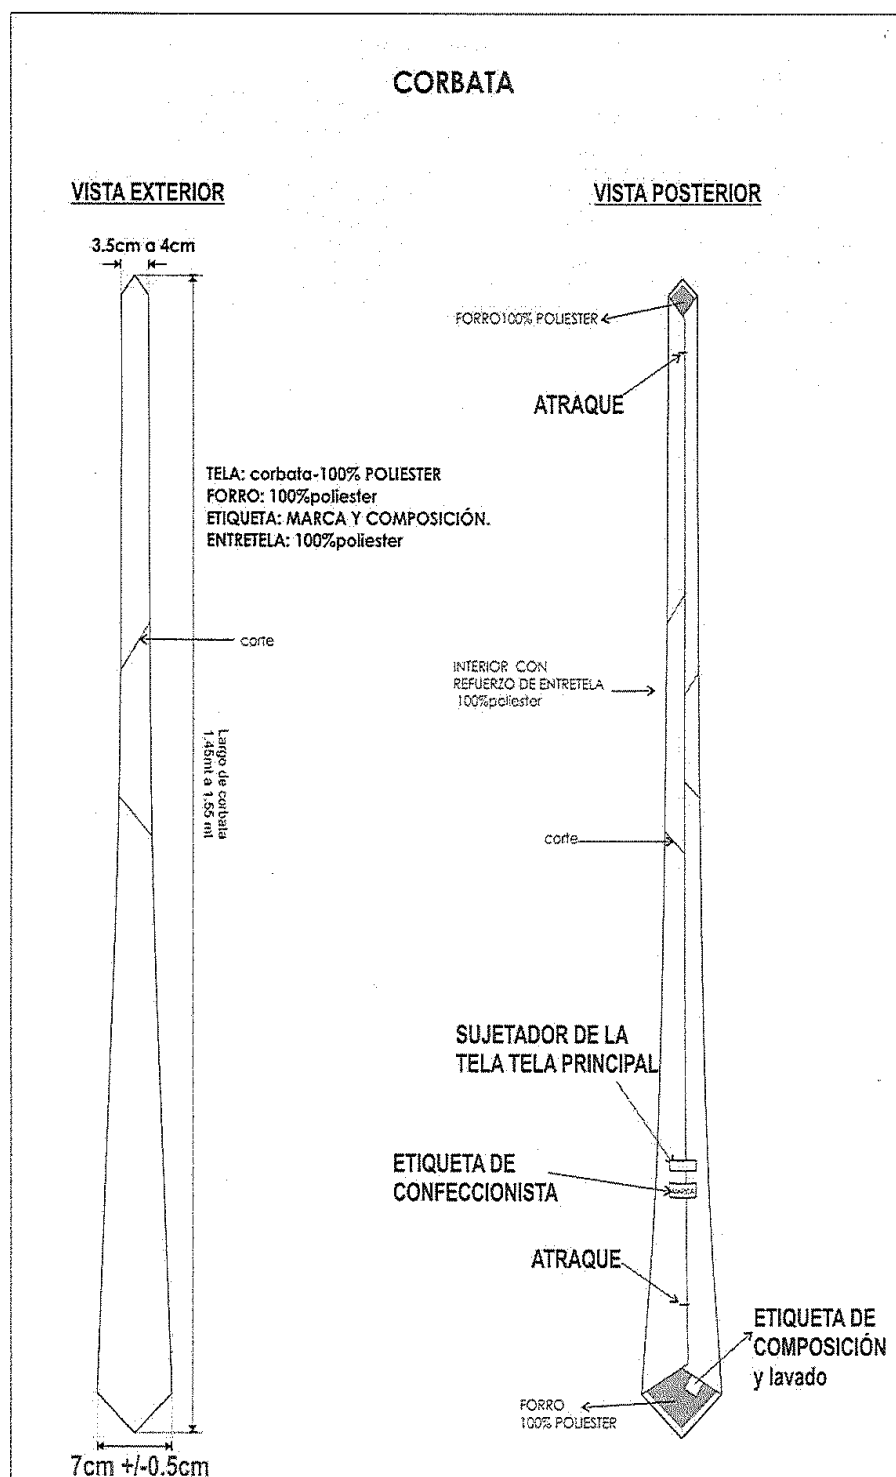 CORBATA
VISTA EXTERIOR
3.5cm a 4cm
TELA: corbata-100% POLIESTER
FORRO: 100%poliester
ETIQUETA: MARCA Y COMPOSICIÓN.
ENTRETELA: 100%poliester
corte
Largo de corbata
1.45mt a 1.55 mt
7cm +/-0.5cm
VISTA POSTERIOR
FORRO100% POLIESTER
ATRAQUE
INTERIOR CON
REFUERZO DE ENTRETELA
100%poliester
corte
SUJETADOR DE LA
TELA TELA PRINCIPAL
ETIQUETA DE
CONFECCIONISTA
MARCA
ATRAQUE
ETIQUETA DE
COMPOSICIÓN
y lavado
FORRO
100% POLIESTER